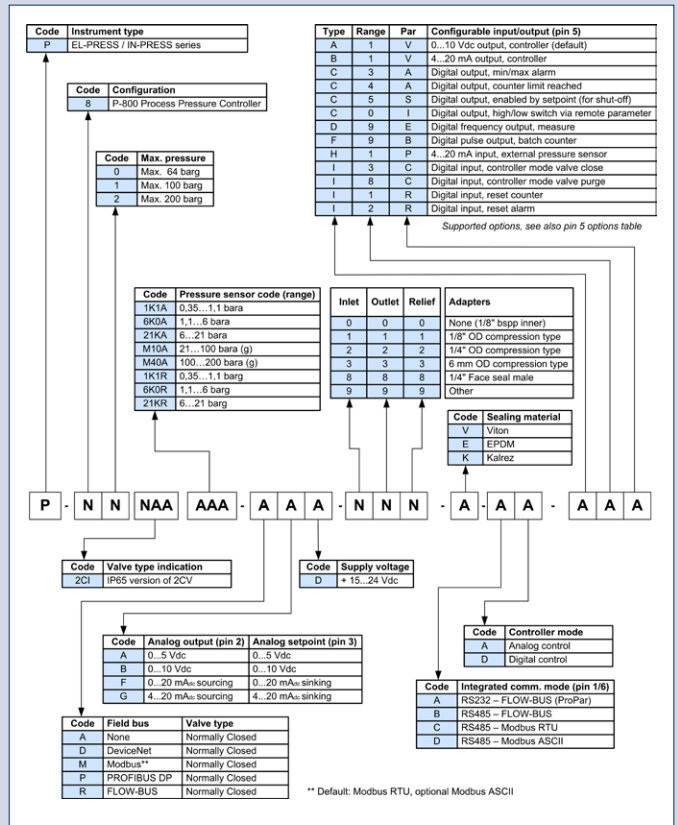 Code Instrument type
P EL-PRESS / IN-PRESS series
Code Configuration
8 P-800 Process Pressure Controller
Code Max. pressure
0 Max. 64 barg
1 Max. 100 barg
2 Max. 200 barg
Type Range Par Configurable input/output (pin 5)
A 1 V 0...10 Vdc output, controller (default)
B 1 V 4...20 mA output, controller
C 3 A Digital output, min/max alarm
C 4 A Digital output, counter limit reached
C 5 S Digital output, enabled by setpoint (for shut-off)
C 0 I Digital output, high/low switch via remote parameter
D 9 E Digital frequency output, measure
F 9 B Digital pulse output, batch counter
H 1 P 4...20 mA input, external pressure sensor
I 3 C Digital input, controller mode valve close
I 8 C Digital input, controller mode valve purge
I 1 R Digital input, reset counter
I 2 R Digital input, reset alarm
Supported options, see also pin 5 options table
Code Pressure sensor code (range)
1K1A 0,35...1,1 bara
6K0A 1,1...6 bara
21KA 6...21 bara
M10A 21...100 bara (g)
M40A 100...200 bara (g)
1K1R 0,35...1,1 barg
6K0R 1,1...6 barg
21KR 6...21 barg
Inlet Outlet Relief Adapters
0 0 0 None (1/8" bspp inner)
1 1 1 1/8" OD compression type
2 2 2 1/4" OD compression type
3 3 3 6 mm OD compression type
8 8 8 1/4" Face seal male
9 9 9 Other
Code Sealing material
V Viton
E EPDM
K Kalrez
P - N N NAA AAA - A A A - N N N - A - A A - A A A
Code Valve type indication
2CI IP65 version of 2CV
Code Supply voltage
D + 15...24 Vdc
Code Analog output (pin 2) Analog setpoint (pin 3)
A 0...5 Vdc 0...5 Vdc
B 0...10 Vdc 0...10 Vdc
F 0...20 mAdc sourcing 0...20 mAdc sinking
G 4...20 mAdc sourcing 4...20 mAdc sinking
Code Controller mode
A Analog control
D Digital control
Code Integrated comm. mode (pin 1/6)
A RS232 – FLOW-BUS (ProPar)
B RS485 – FLOW-BUS
C RS485 – Modbus RTU
D RS485 – Modbus ASCII
Code Field bus Valve type
A None Normally Closed
D DeviceNet Normally Closed
M Modbus** Normally Closed
P PROFIBUS DP Normally Closed
R FLOW-BUS Normally Closed
** Default: Modbus RTU, optional Modbus ASCII